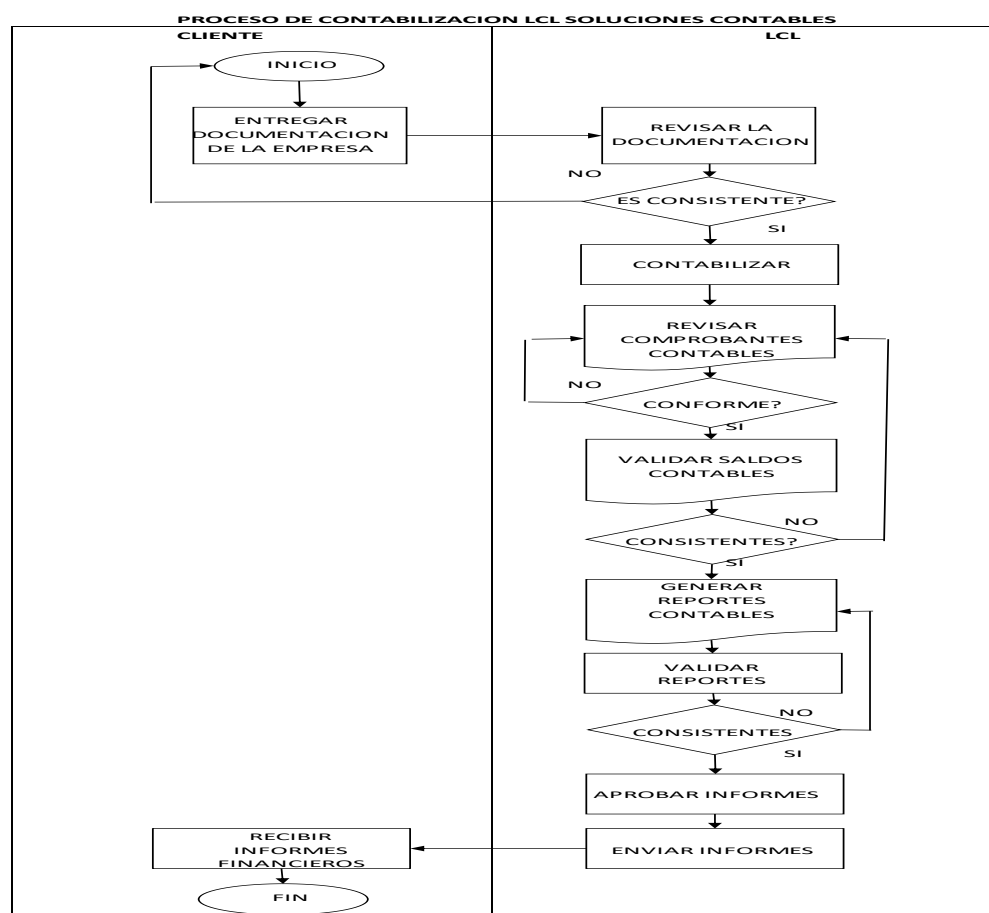 PROCESO DE CONTABILIZACION LCL SOLUCIONES CONTABLES
CLIENTE
LCL
INICIO
ENTREGAR
DOCUMENTACION
DE LA EMPRESA
REVISAR LA
DOCUMENTACION
NO
ES CONSISTENTE?
SI
CONTABILIZAR
REVISAR
COMPROBANTES
CONTABLES
NO
CONFORME?
SI
VALIDAR SALDOS
CONTABLES
NO
CONSISTENTES?
SI
GENERAR
REPORTES
CONTABLES
VALIDAR
REPORTES
NO
CONSISTENTES
SI
APROBAR INFORMES
ENVIAR INFORMES
RECIBIR
INFORMES
FINANCIEROS
FIN